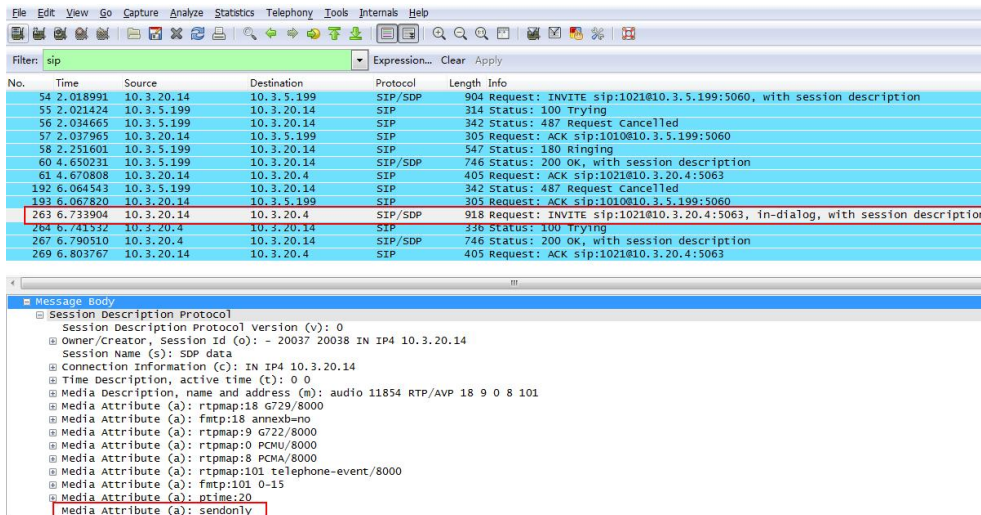 File Edit View Go Capture Analyze Statistics Telephony Tools Internals Help
Filter: sip Expression... Clear Apply
No. Time Source Destination Protocol Length Info
54 2.018991 10.3.20.14 10.3.5.199 SIP/SDP 904 Request: INVITE sip:1021@10.3.5.199:5060, with session description
55 2.021424 10.3.5.199 10.3.20.14 SIP 314 Status: 100 Trying
56 2.034665 10.3.5.199 10.3.20.14 SIP 342 Status: 487 Request Cancelled
57 2.037965 10.3.20.14 10.3.5.199 SIP 305 Request: ACK sip:1010@10.3.5.199:5060
58 2.251601 10.3.5.199 10.3.20.14 SIP 547 Status: 180 Ringing
60 4.650231 10.3.5.199 10.3.20.14 SIP/SDP 746 Status: 200 OK, with session description
61 4.670808 10.3.20.14 10.3.5.199 SIP 405 Request: ACK sip:1021@10.3.20.4:5063
192 6.064543 10.3.5.199 10.3.20.14 SIP 342 Status: 487 Request Cancelled
193 6.067820 10.3.20.14 10.3.5.199 SIP 305 Request: ACK sip:1010@10.3.5.199:5060
263 6.733904 10.3.20.14 10.3.20.4 SIP/SDP 918 Request: INVITE sip:1021@10.3.20.4:5063, in-dialog, with session description
264 6.741532 10.3.20.4 10.3.20.14 SIP 336 Status: 100 Trying
267 6.790510 10.3.20.4 10.3.20.14 SIP/SDP 746 Status: 200 OK, with session description
269 6.803767 10.3.20.14 10.3.20.4 SIP 405 Request: ACK sip:1021@10.3.20.4:5063
Message Body
Session Description Protocol
Session Description Protocol Version (v): 0
Owner/Creator, Session Id (o): - 20037 20038 IN IP4 10.3.20.14
Session Name (s): SDP data
Connection Information (c): IN IP4 10.3.20.14
Time Description, active time (t): 0 0
Media Description, name and address (m): audio 11854 RTP/AVP 18 9 0 8 101
Media Attribute (a): rtpmap:18 G729/8000
Media Attribute (a): fmtp:18 annexb=no
Media Attribute (a): rtpmap:9 G722/8000
Media Attribute (a): rtpmap:0 PCMU/8000
Media Attribute (a): rtpmap:8 PCMA/8000
Media Attribute (a): rtpmap:101 telephone-event/8000
Media Attribute (a): fmtp:101 0-15
Media Attribute (a): ptime:20
Media Attribute (a): sendonly